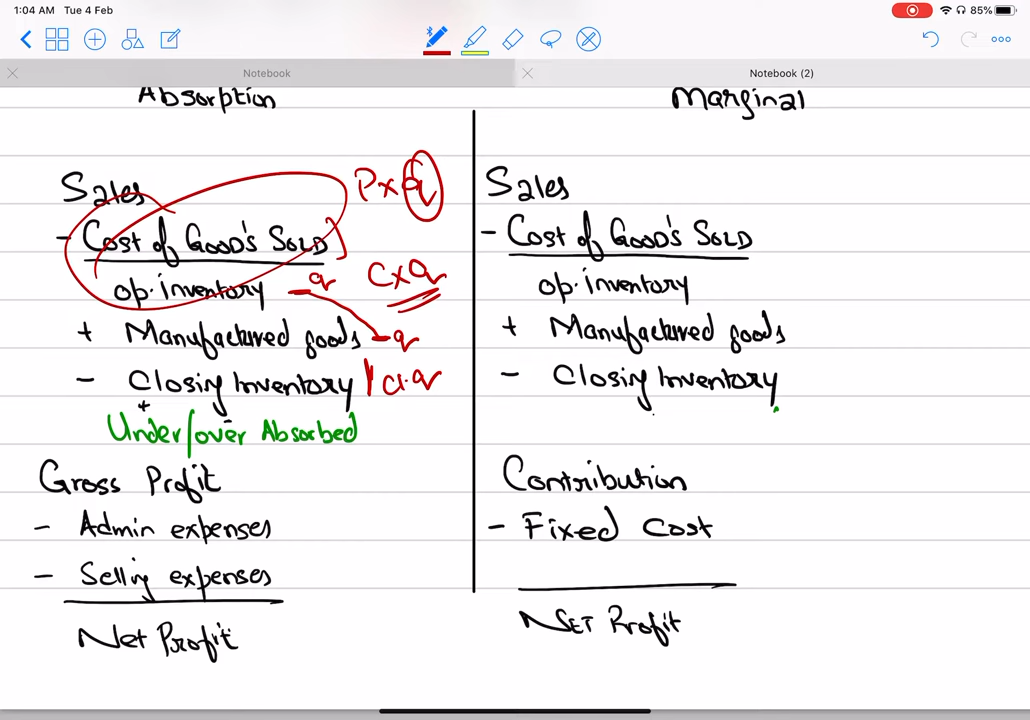 1:04 AM Tue 4 Feb
85%
Notebook
Notebook (2)
Absorption
Sales
P x q
- Cost of Good's Sold
C x q
op. inventory
q
+ Manufactured goods
q
- Closing Inventory
Cl. q
+ -
Under/over Absorbed
Gross Profit
- Admin expenses
- Selling expenses
Net Profit
Marginal
Sales
- Cost of Good's Sold
op. inventory
+ Manufactured goods
- Closing Inventory
Contribution
- Fixed Cost
Net Profit